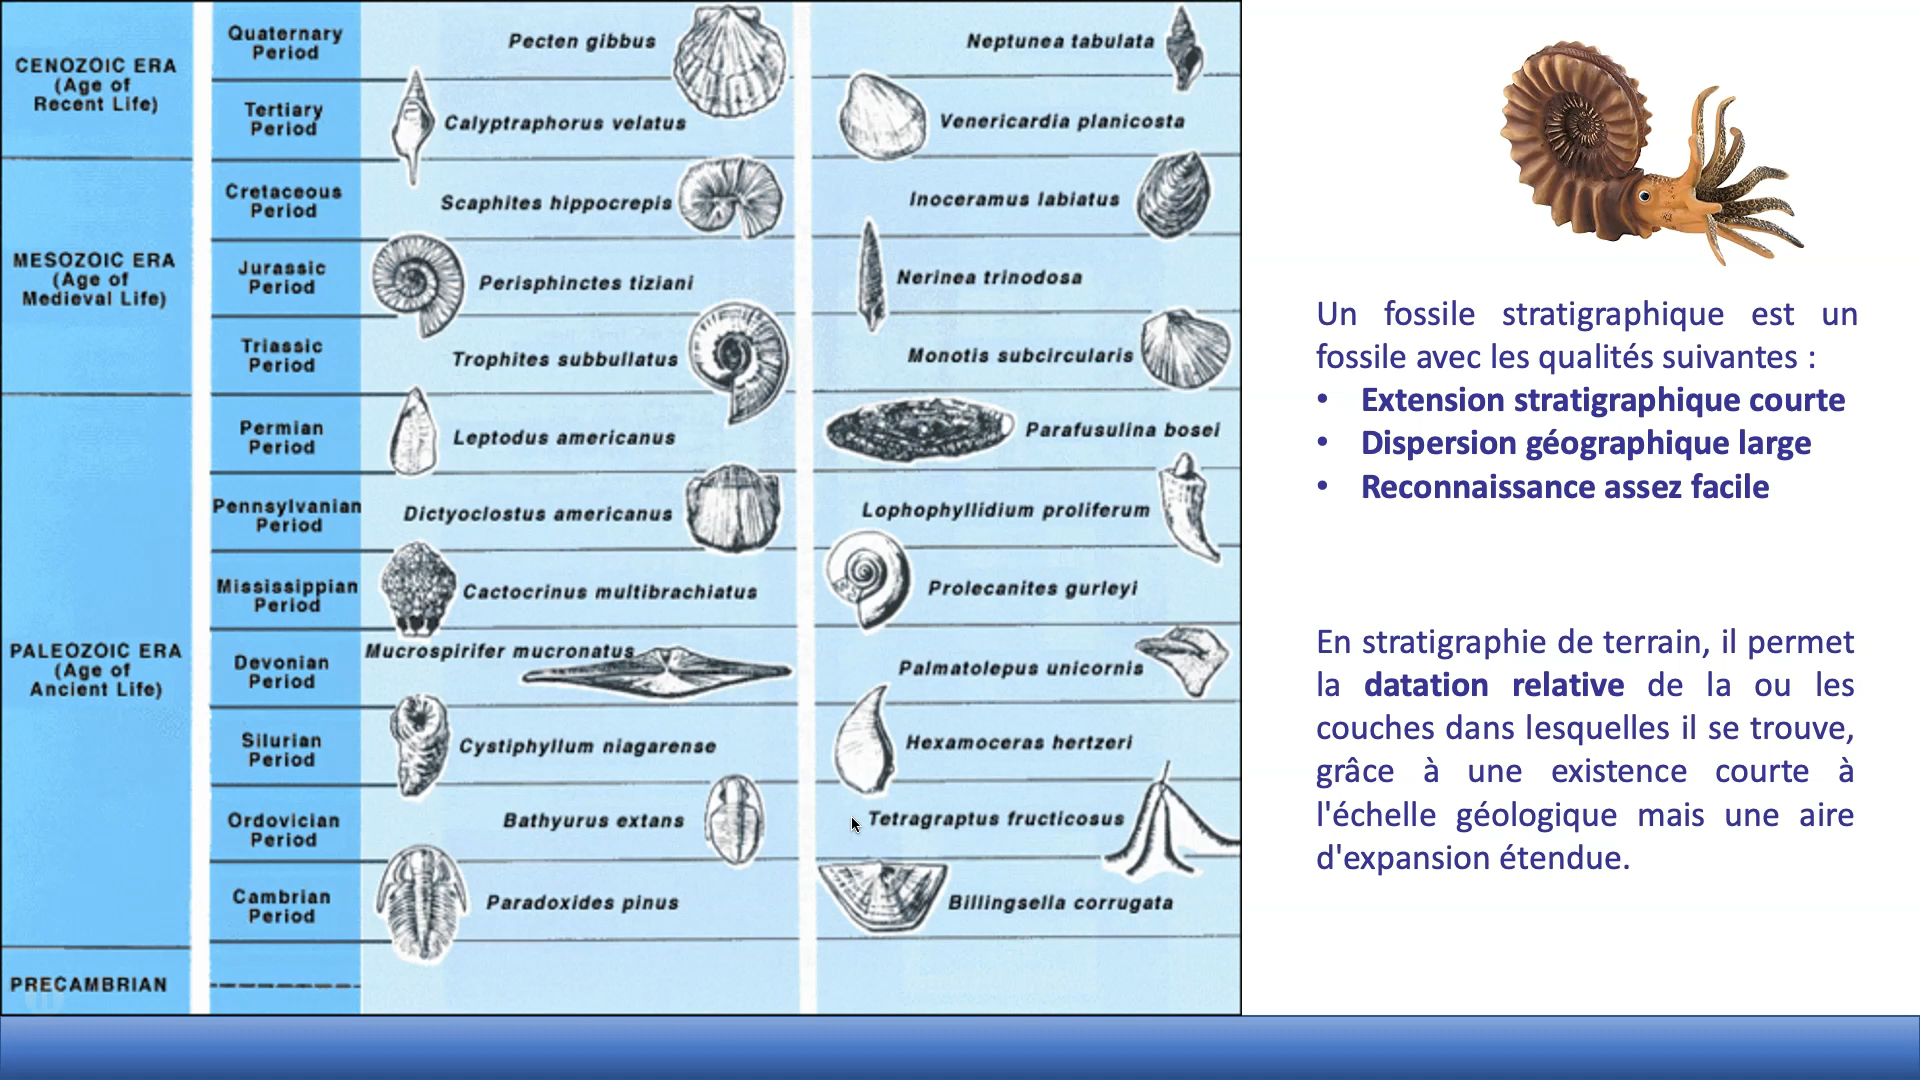 CENOZOIC ERA
(Age of
Recent Life)
Quaternary
Period
Pecten gibbus
Neptunea tabulata
Tertiary
Period
Calyptraphorus velatus
Venericardia planicosta
MESOZOIC ERA
(Age of
Medieval Life)
Cretaceous
Period
Scaphites hippocrepis
Inoceramus labiatus
Jurassic
Period
Perisphinctes tiziani
Nerinea trinodosa
Triassic
Period
Trophites subbullatus
Monotis subcircularis
PALEOZOIC ERA
(Age of
Ancient Life)
Permian
Period
Leptodus americanus
Parafusulina bosei
Pennsylvanian
Period
Dictyoclostus americanus
Lophophyllidium proliferum
Mississippian
Period
Cactocrinus multibrachiatus
Prolecanites gurleyi
Devonian
Period
Mucrospirifer mucronatus
Palmatolepus unicornis
Silurian
Period
Cystiphyllum niagarense
Hexamoceras hertzeri
Ordovician
Period
Bathyurus extans
Tetragraptus fructicosus
Cambrian
Period
Paradoxides pinus
Billingsella corrugata
PRECAMBRIAN
Un fossile stratigraphique est un
fossile avec les qualités suivantes :
• Extension stratigraphique courte
• Dispersion géographique large
• Reconnaissance assez facile
En stratigraphie de terrain, il permet
la datation relative de la ou les
couches dans lesquelles il se trouve,
grâce à une existence courte à
l'échelle géologique mais une aire
d'expansion étendue.